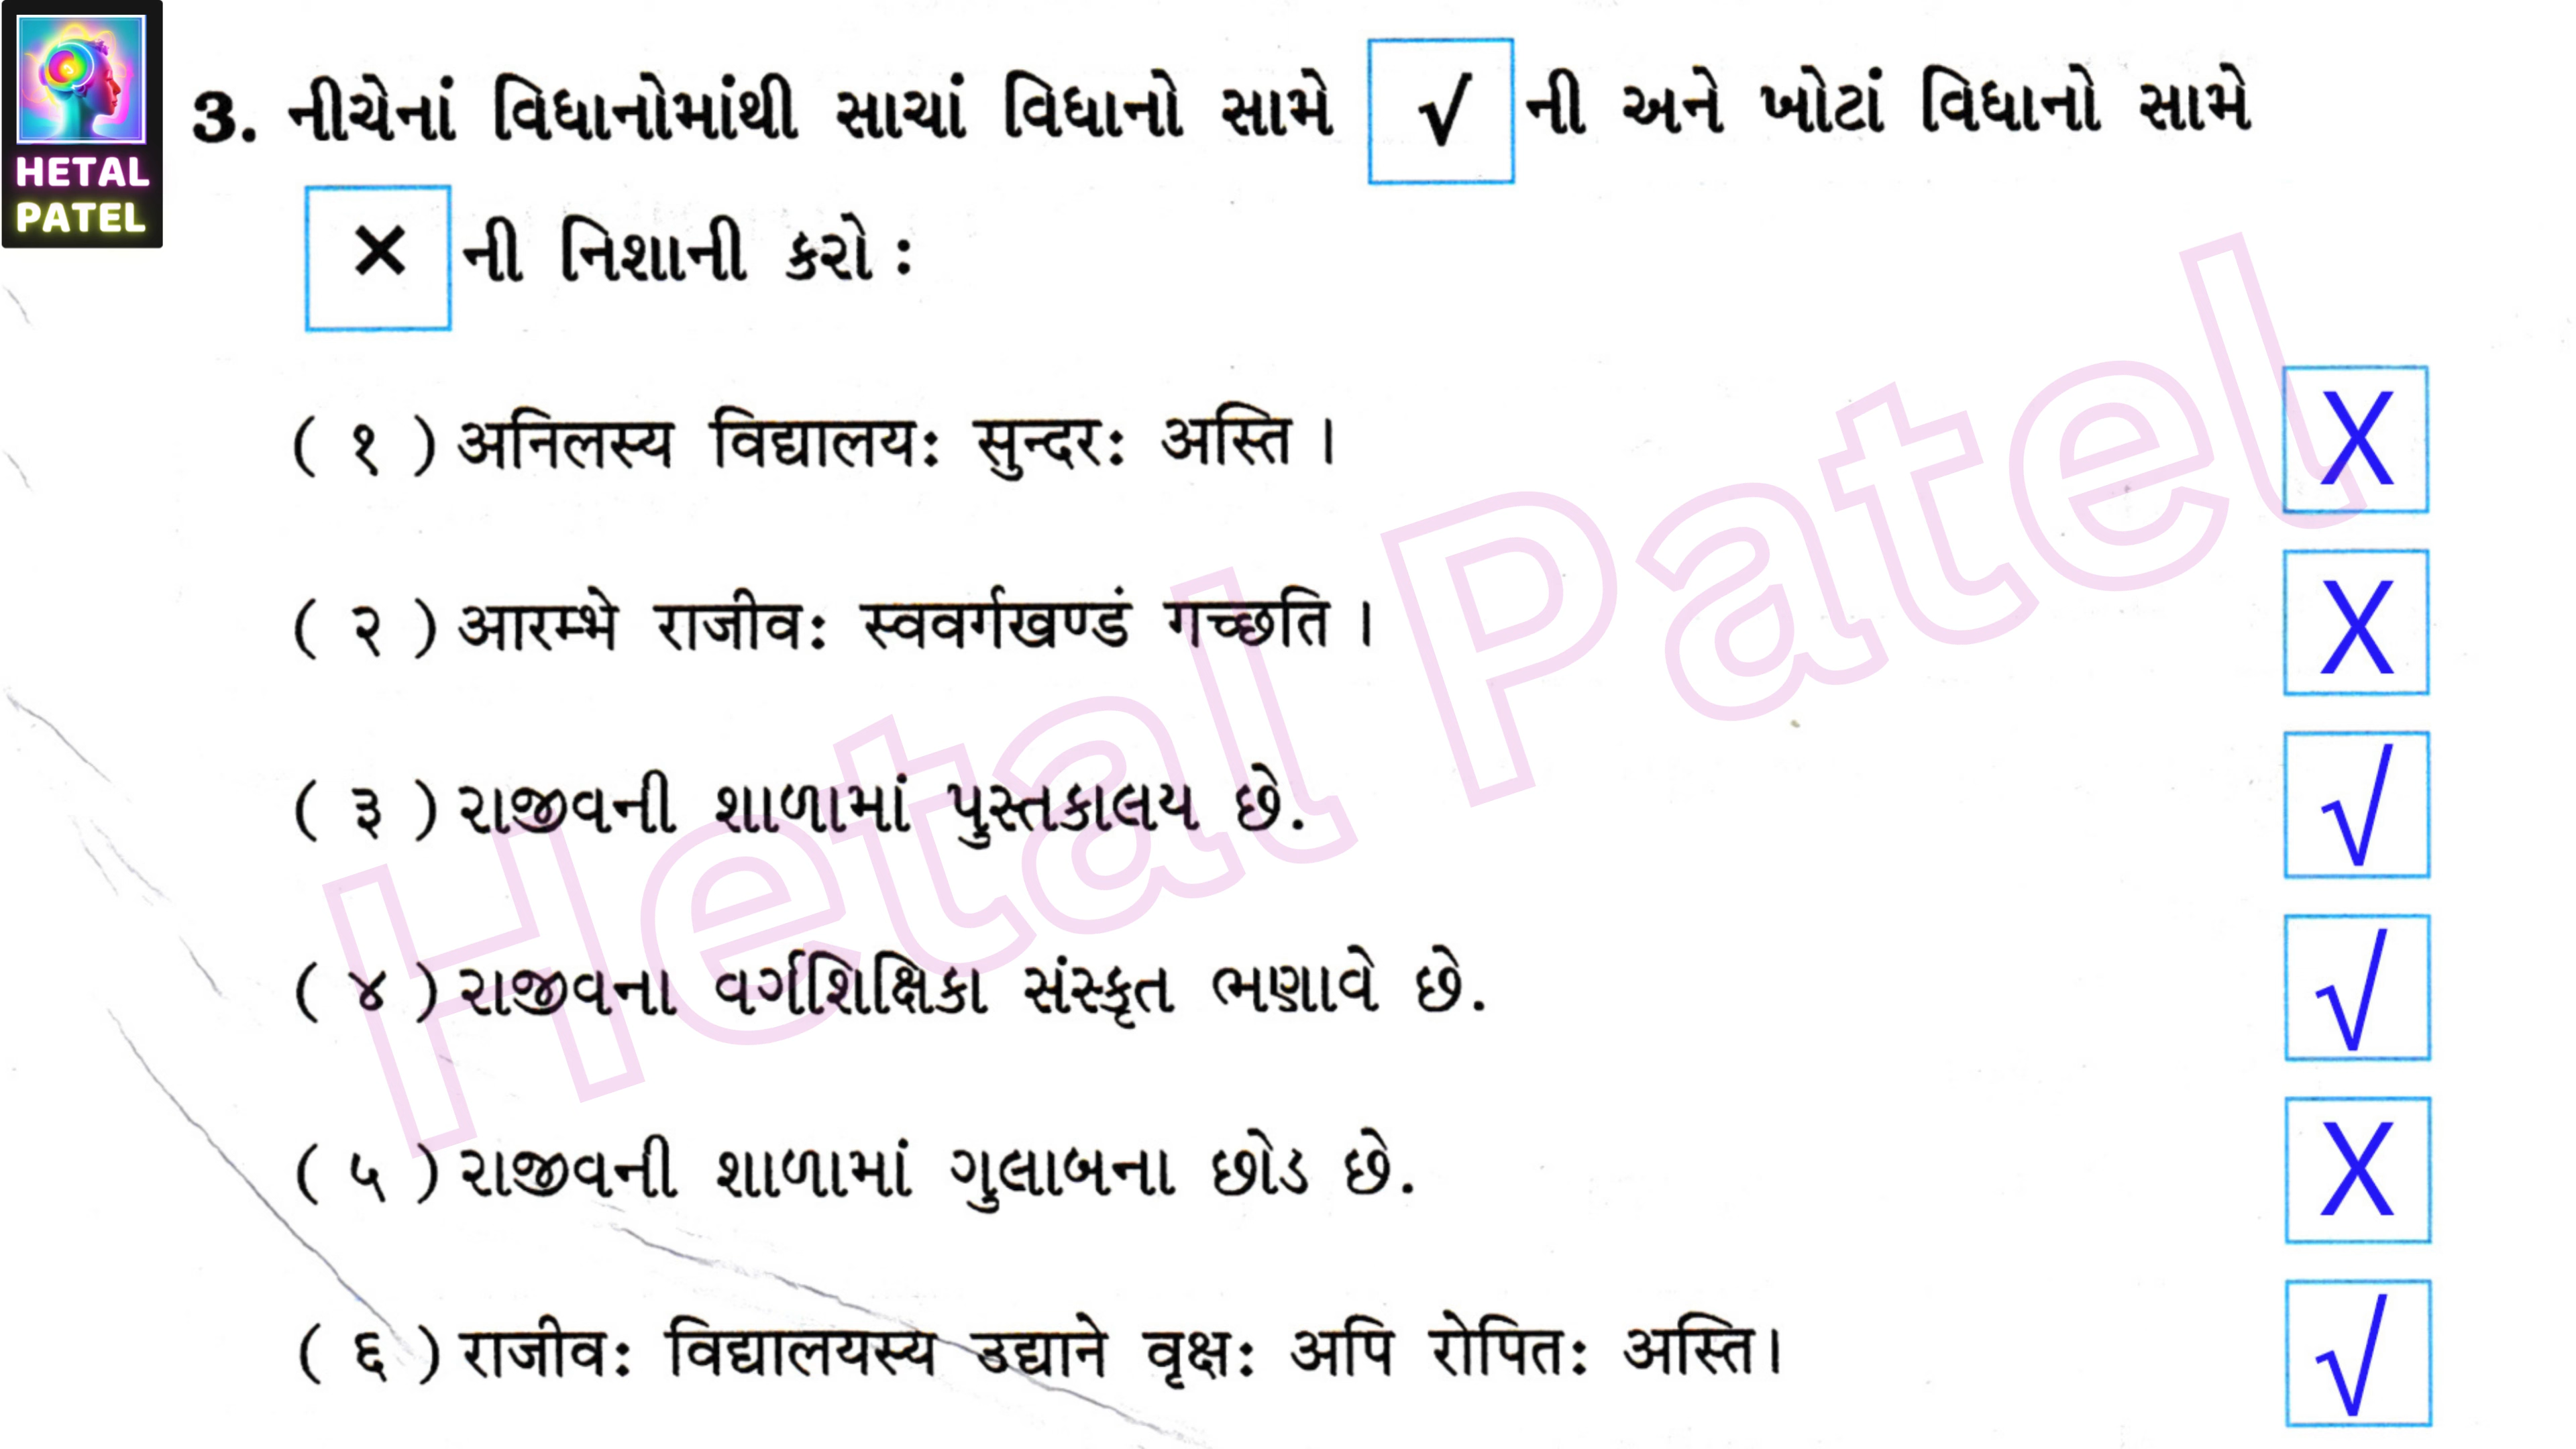 HETAL
PATEL
3. નીચેનાં વિધાનોમાંથી સાચાં વિધાનો સામે √ ની અને ખોટાં વિધાનો સામે
× ની નિશાની કરો :
( १ ) अनिलस्य विद्यालयः सुन्दरः अस्ति । X
( २ ) आरम्भे राजीवः स्ववर्गखण्डं गच्छति । X
( ३ ) રાજીવની શાળામાં પુસ્તકાલય છે. √
( ४ ) રાજીવના વર્ગશિક્ષિકા સંસ્કૃત ભણાવે છે. √
( ५ ) રાજીવની શાળામાં ગુલાબના છોડ છે. X
( ६ ) राजीवः विद्यालयस्य उद्याने वृक्षः अपि रोपितः अस्ति। √
Hetal Patel